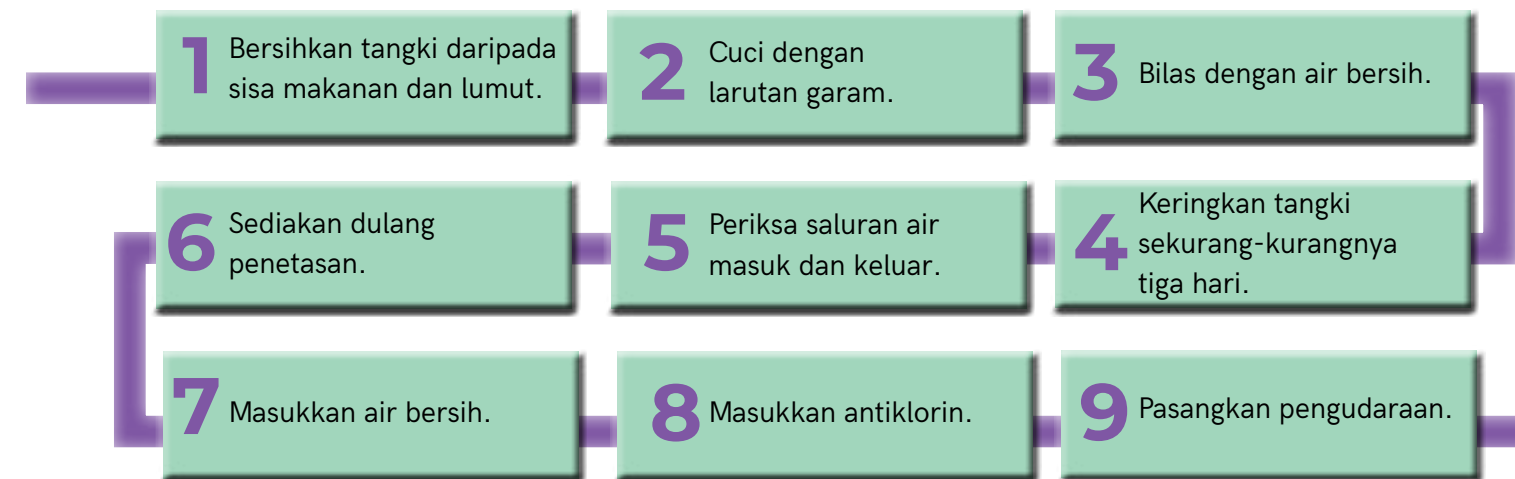 1 Bersihkan tangki daripada
sisa makanan dan lumut.
2 Cuci dengan
larutan garam.
3 Bilas dengan air bersih.
4 Keringkan tangki
sekurang-kurangnya
tiga hari.
5 Periksa saluran air
masuk dan keluar.
6 Sediakan dulang
penetasan.
7 Masukkan air bersih.
8 Masukkan antiklorin.
9 Pasangkan pengudaraan.